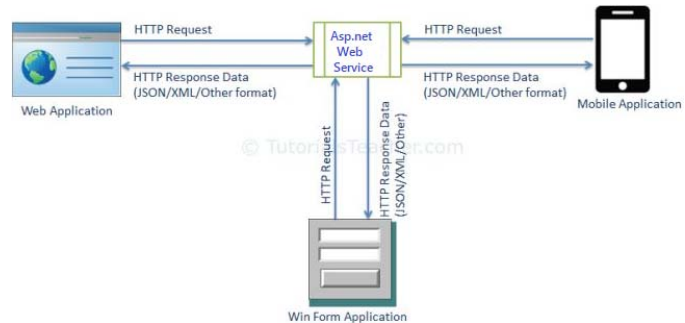 HTTP Request
HTTP Response Data
(JSON/XML/Other format)
Web Application
Asp.net
Web
Service
HTTP Request
HTTP Response Data
(JSON/XML/Other format)
Mobile Application
© TutorialsTeacher.com
HTTP Request
HTTP Response Data
(JSON/XML/Other)
Win Form Application